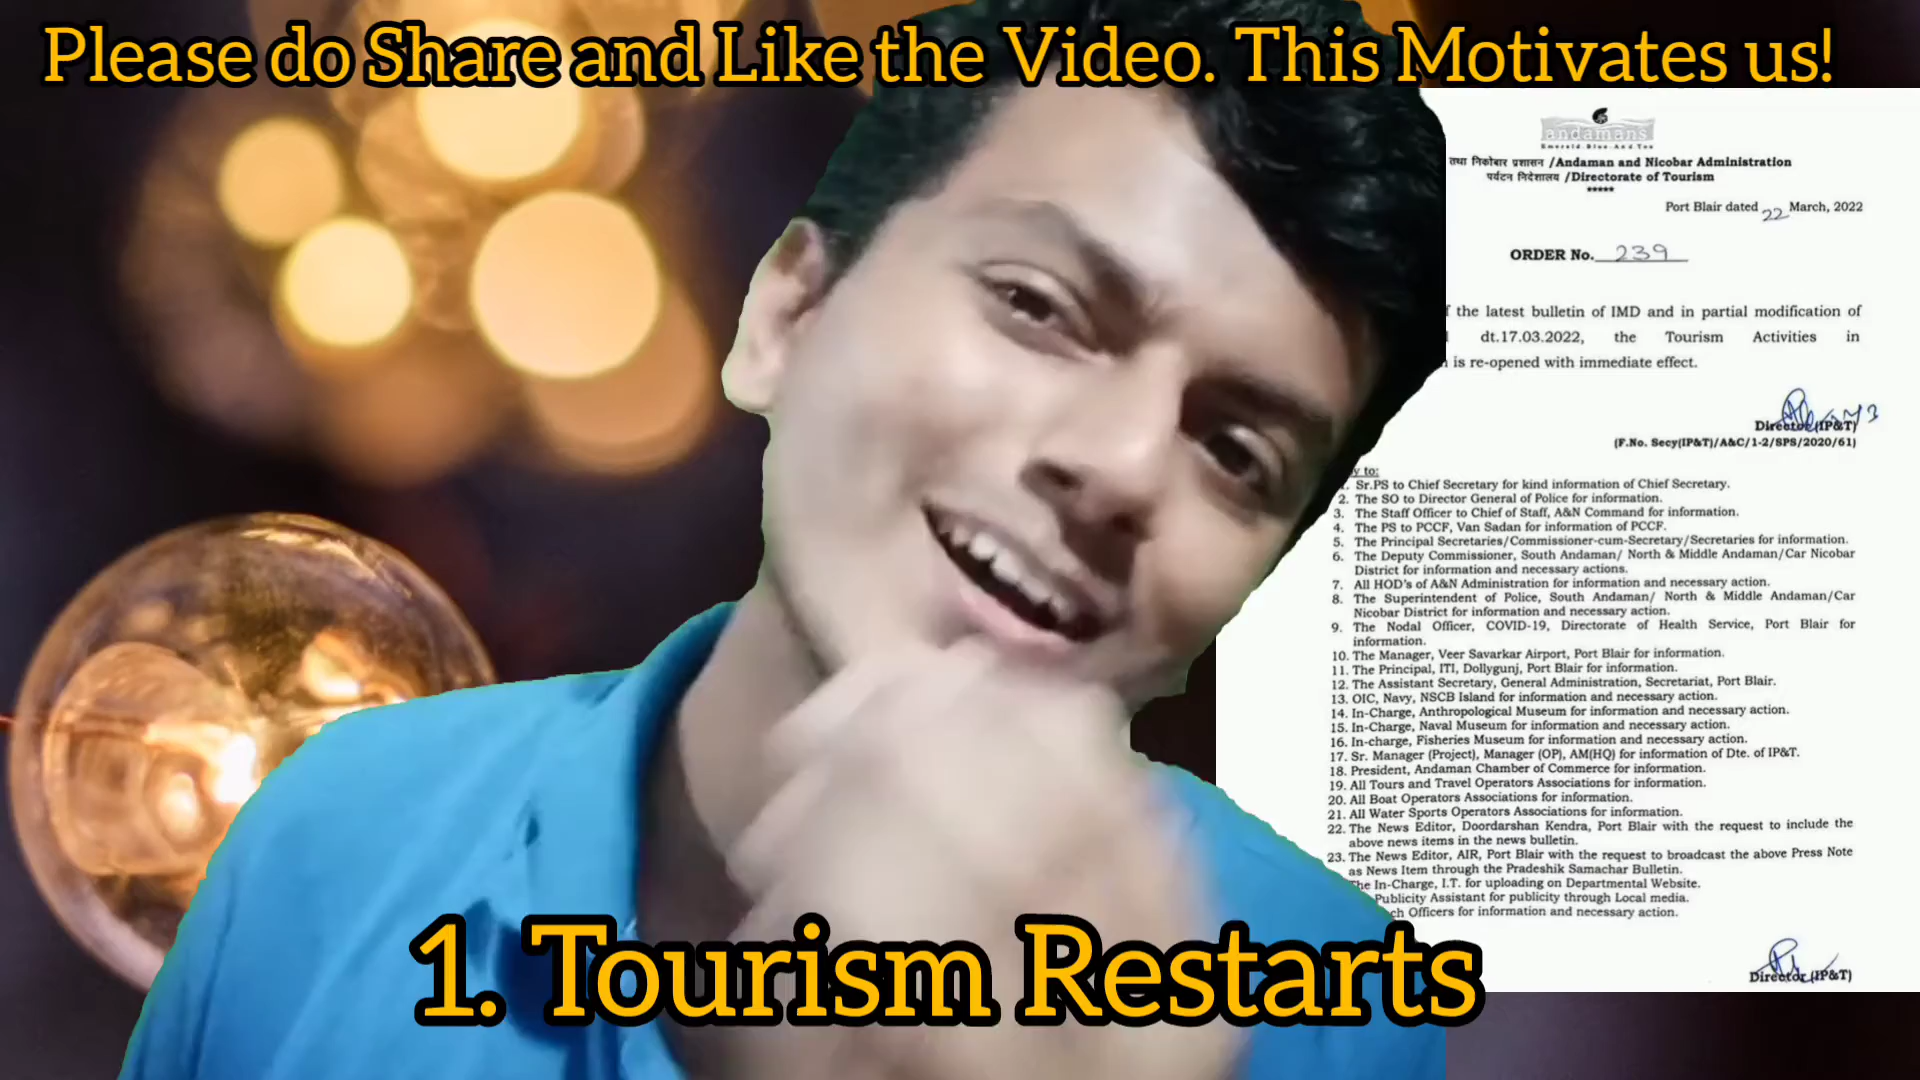 Please do Share and Like the Video. This Motivates us!
andamans
Emerald. Blue. And You
तथा निकोबार प्रशासन /Andaman and Nicobar Administration
पर्यटन निदेशालय /Directorate of Tourism
*****
Port Blair dated 22 March, 2022
ORDER No. 239
the latest bulletin of IMD and in partial modification of
dt.17.03.2022, the Tourism Activities in
is re-opened with immediate effect.
Director (IP&T)
(F.No. Secy(IP&T)/A&C/1-2/SPS/2020/61)
y to:
Sr.PS to Chief Secretary for kind information of Chief Secretary.
2. The SO to Director General of Police for information.
3. The Staff Officer to Chief of Staff, A&N Command for information.
4. The PS to PCCF, Van Sadan for information of PCCF.
5. The Principal Secretaries/Commissioner-cum-Secretary/Secretaries for information.
6. The Deputy Commissioner, South Andaman/ North & Middle Andaman/Car Nicobar
District for information and necessary actions.
7. All HOD's of A&N Administration for information and necessary action.
8. The Superintendent of Police, South Andaman/ North & Middle Andaman/Car
Nicobar District for information and necessary action.
9. The Nodal Officer, COVID-19, Directorate of Health Service, Port Blair for
information.
10. The Manager, Veer Savarkar Airport, Port Blair for information.
11. The Principal, ITI, Dollygunj, Port Blair for information.
12. The Assistant Secretary, General Administration, Secretariat, Port Blair.
13. OIC, Navy, NSCB Island for information and necessary action.
14. In-Charge, Anthropological Museum for information and necessary action.
15. In-Charge, Naval Museum for information and necessary action.
16. In-charge, Fisheries Museum for information and necessary action.
17. Sr. Manager (Project), Manager (OP), AM(HQ) for information of Dte. of IP&T.
18. President, Andaman Chamber of Commerce for information.
19. All Tours and Travel Operators Associations for information.
20. All Boat Operators Associations for information.
21. All Water Sports Operators Associations for information.
22. The News Editor, Doordarshan Kendra, Port Blair with the request to include the
above news items in the news bulletin.
23. The News Editor, AIR, Port Blair with the request to broadcast the above Press Note
as News Item through the Pradeshik Samachar Bulletin.
he In-Charge, I.T. for uploading on Departmental Website.
Publicity Assistant for publicity through Local media.
ch Officers for information and necessary action.
Director (IP&T)
1. Tourism Restarts